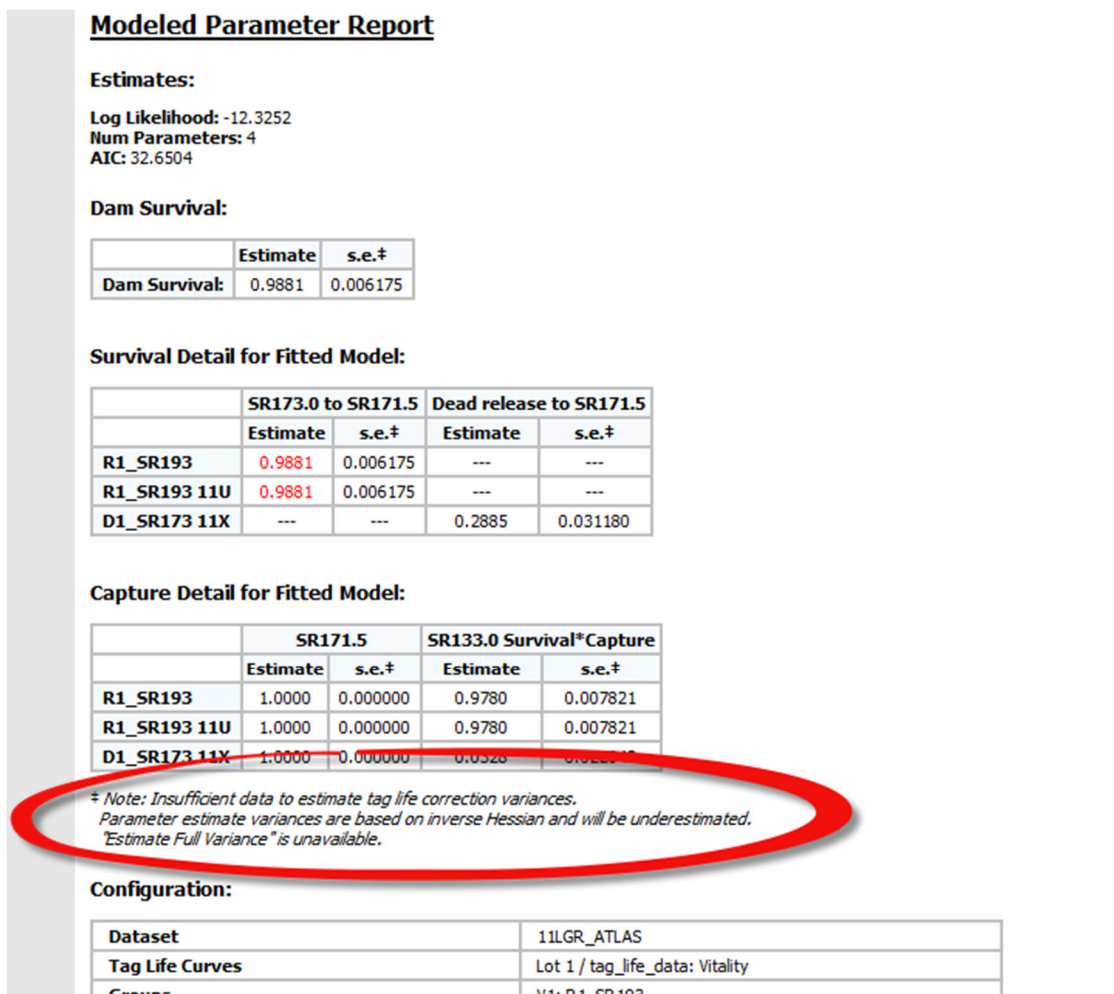 Modeled Parameter Report
Estimates:
Log Likelihood: -12.3252
Num Parameters: 4
AIC: 32.6504
Dam Survival:
Estimate s.e.‡
Dam Survival: 0.9881 0.006175
Survival Detail for Fitted Model:
SR173.0 to SR171.5 Dead release to SR171.5
Estimate s.e.‡ Estimate s.e.‡
R1_SR193 0.9881 0.006175 --- ---
R1_SR193 11U 0.9881 0.006175 --- ---
D1_SR173 11X --- --- 0.2885 0.031180
Capture Detail for Fitted Model:
SR171.5 SR133.0 Survival*Capture
Estimate s.e.‡ Estimate s.e.‡
R1_SR193 1.0000 0.000000 0.9780 0.007821
R1_SR193 11U 1.0000 0.000000 0.9780 0.007821
D1_SR173 11X 1.0000 0.000000 0.0328
‡ Note: Insufficient data to estimate tag life correction variances.
Parameter estimate variances are based on inverse Hessian and will be underestimated.
"Estimate Full Variance" is unavailable.
Configuration:
Dataset 11LGR_ATLAS
Tag Life Curves Lot 1 / tag_life_data: Vitality
Groups V1: R1_SR193